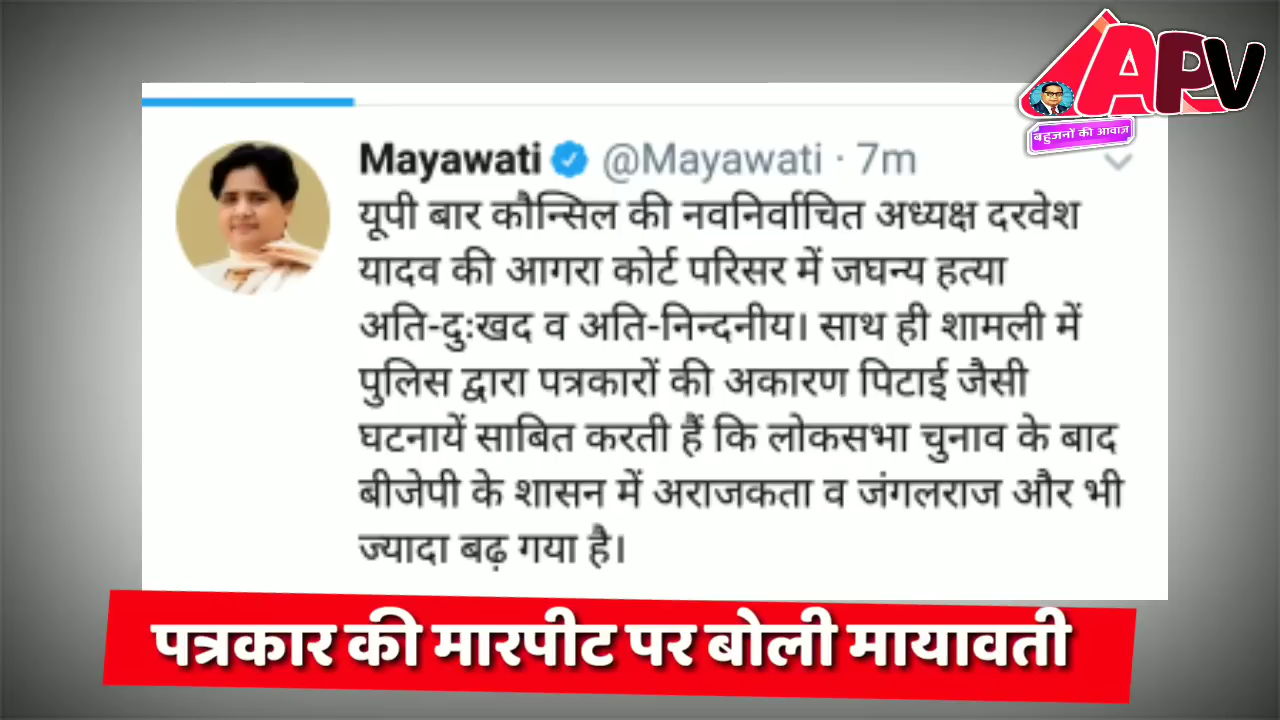 APV
बहुजनों की आवाज़
Mayawati @Mayawati · 7m
यूपी बार कौन्सिल की नवनिर्वाचित अध्यक्ष दरवेश
यादव की आगरा कोर्ट परिसर में जघन्य हत्या
अति-दुःखद व अति-निन्दनीय। साथ ही शामली में
पुलिस द्वारा पत्रकारों की अकारण पिटाई जैसी
घटनायें साबित करती हैं कि लोकसभा चुनाव के बाद
बीजेपी के शासन में अराजकता व जंगलराज और भी
ज्यादा बढ़ गया है।
पत्रकार की मारपीट पर बोली मायावती